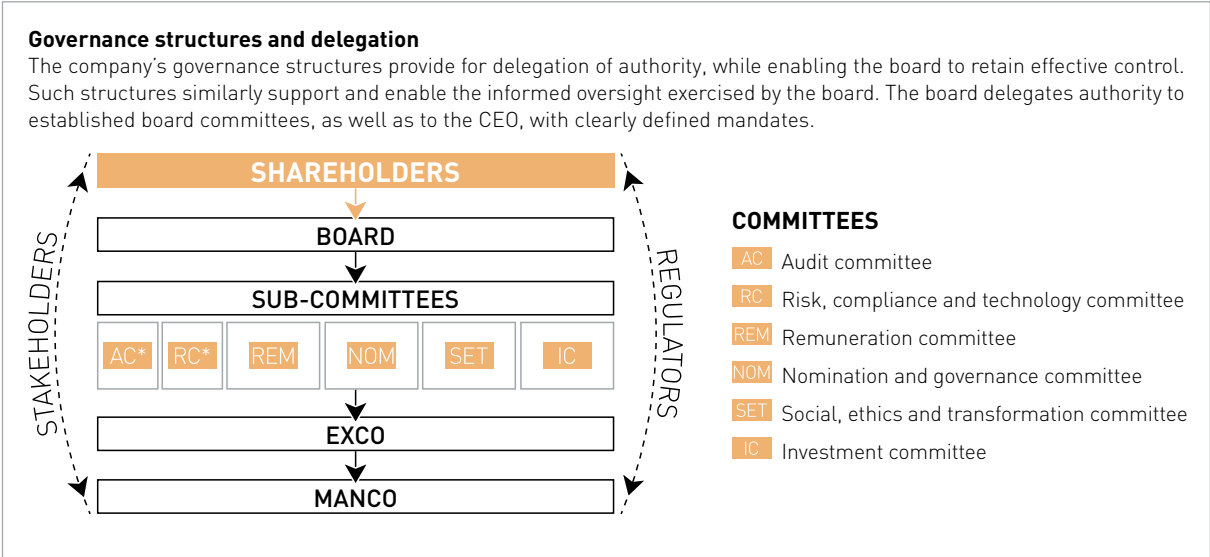 Governance structures and delegation
The company's governance structures provide for delegation of authority, while enabling the board to retain effective control.
Such structures similarly support and enable the informed oversight exercised by the board. The board delegates authority to
established board committees, as well as to the CEO, with clearly defined mandates.
SHAREHOLDERS
BOARD
SUB-COMMITTEES
AC* RC* REM NOM SET IC
EXCO
MANCO
STAKEHOLDERS
REGULATORS
COMMITTEES
AC Audit committee
RC Risk, compliance and technology committee
REM Remuneration committee
NOM Nomination and governance committee
SET Social, ethics and transformation committee
IC Investment committee